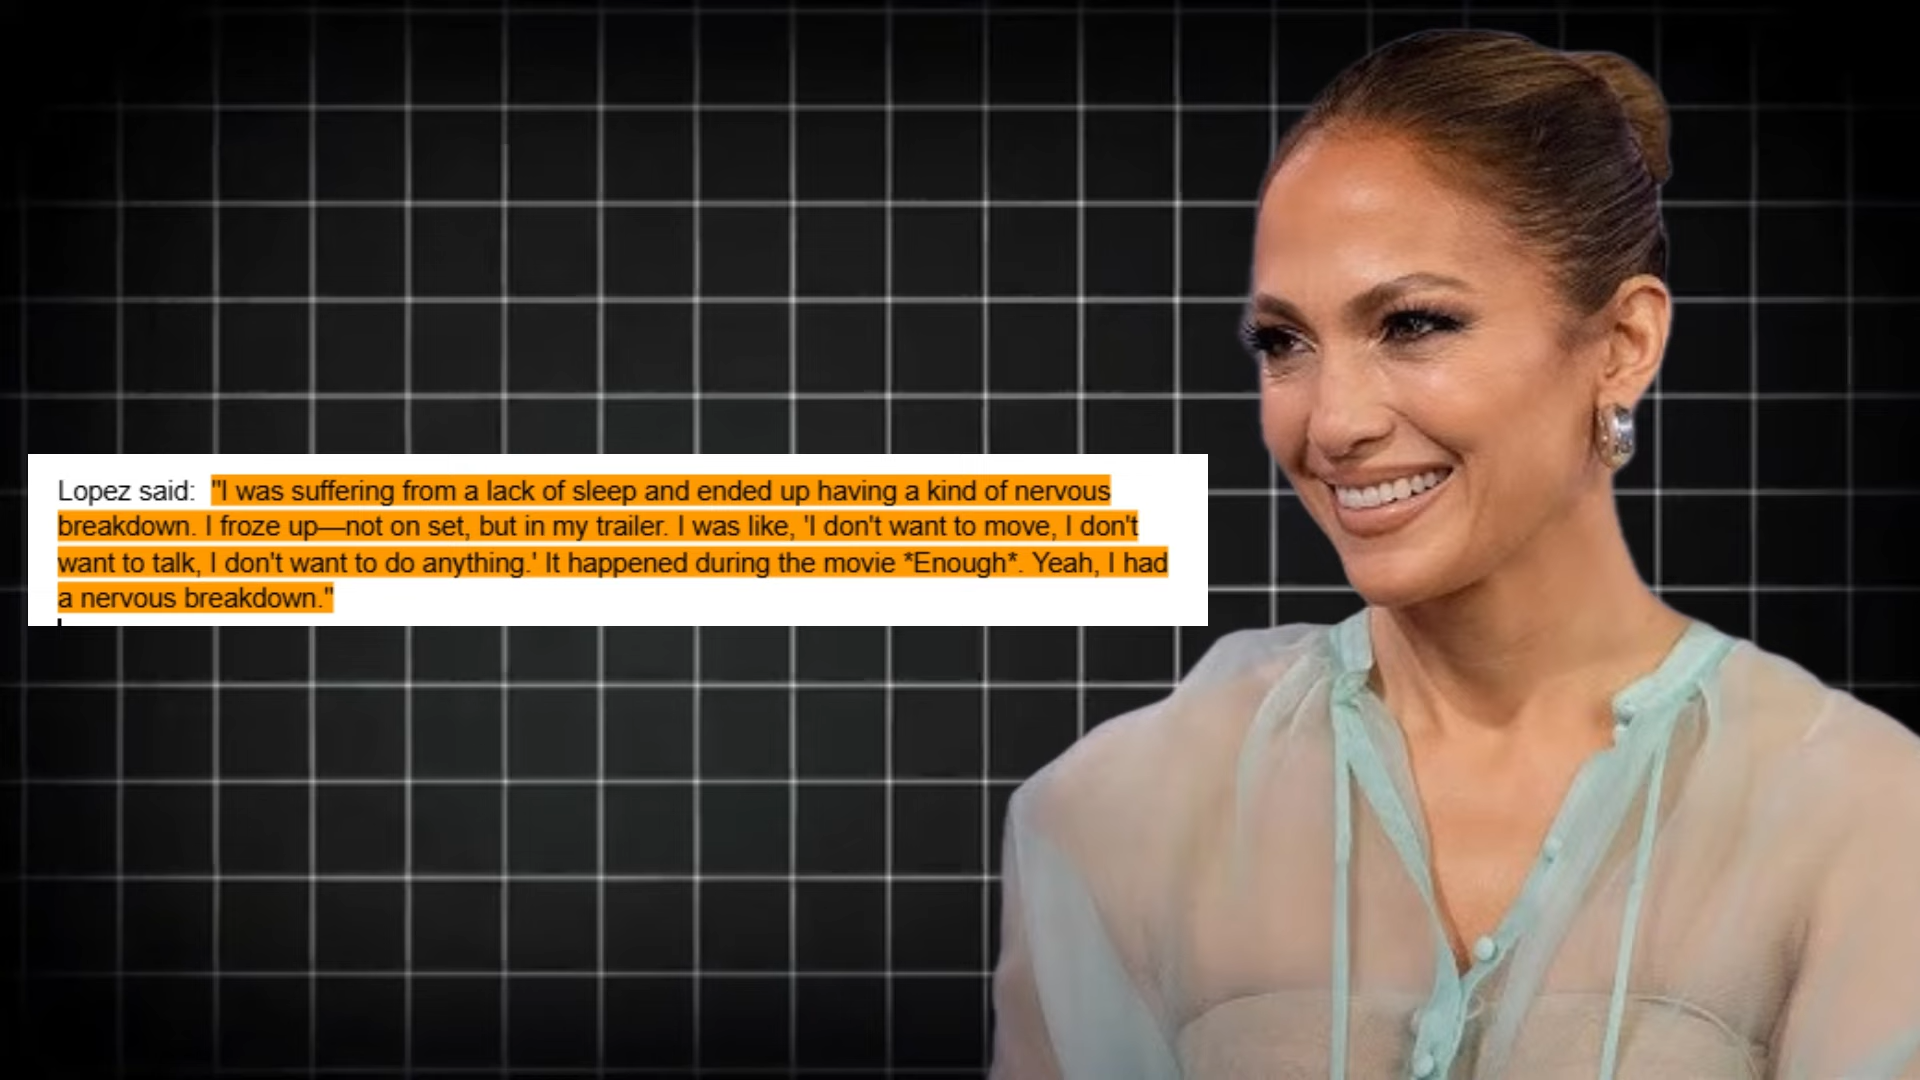 Lopez said: "I was suffering from a lack of sleep and ended up having a kind of nervous
breakdown. I froze up—not on set, but in my trailer. I was like, 'I don't want to move, I don't
want to talk, I don't want to do anything.' It happened during the movie *Enough*. Yeah, I had
a nervous breakdown."